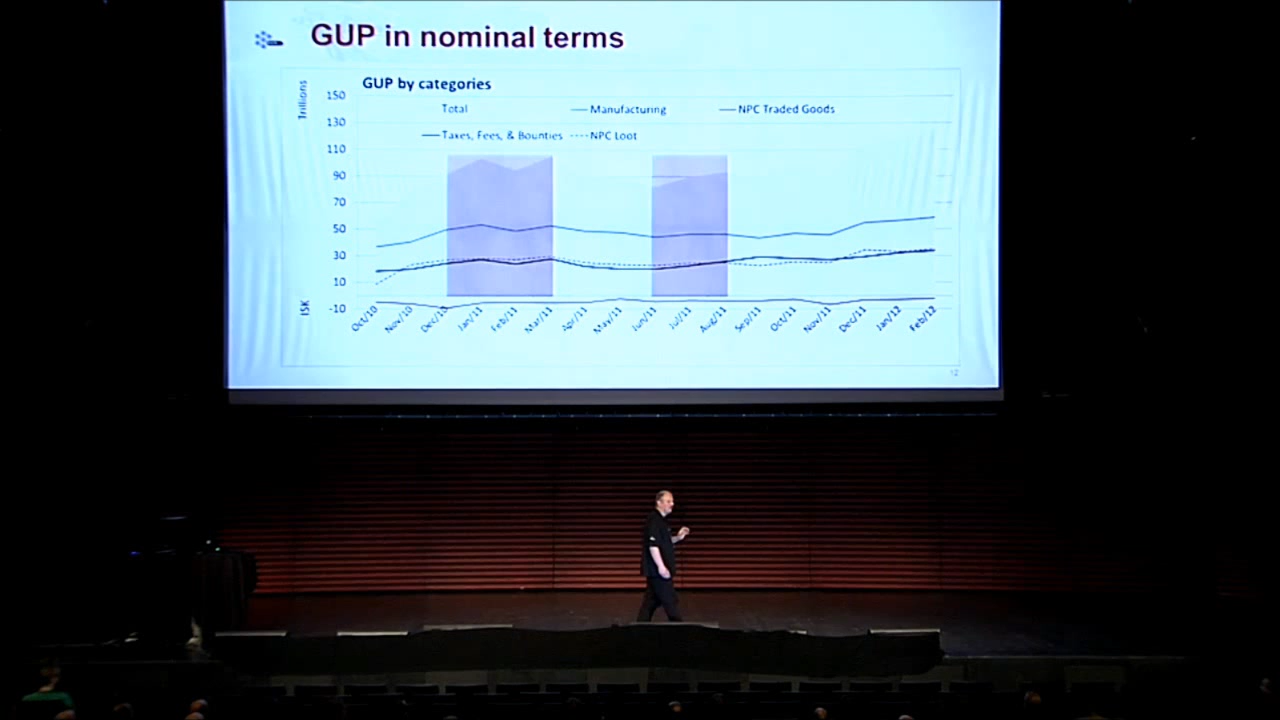 GUP in nominal terms
GUP by categories
Trillions
150
Total Manufacturing NPC Traded Goods
130
Taxes, Fees, & Bounties NPC Loot
110
90
70
50
30
10
ISK
-10
Oct/10 Nov/10 Dec/10 Jan/11 Feb/11 Mar/11 Apr/11 May/11 Jun/11 Jul/11 Aug/11 Sep/11 Oct/11 Nov/11 Dec/11 Jan/12 Feb/12
12